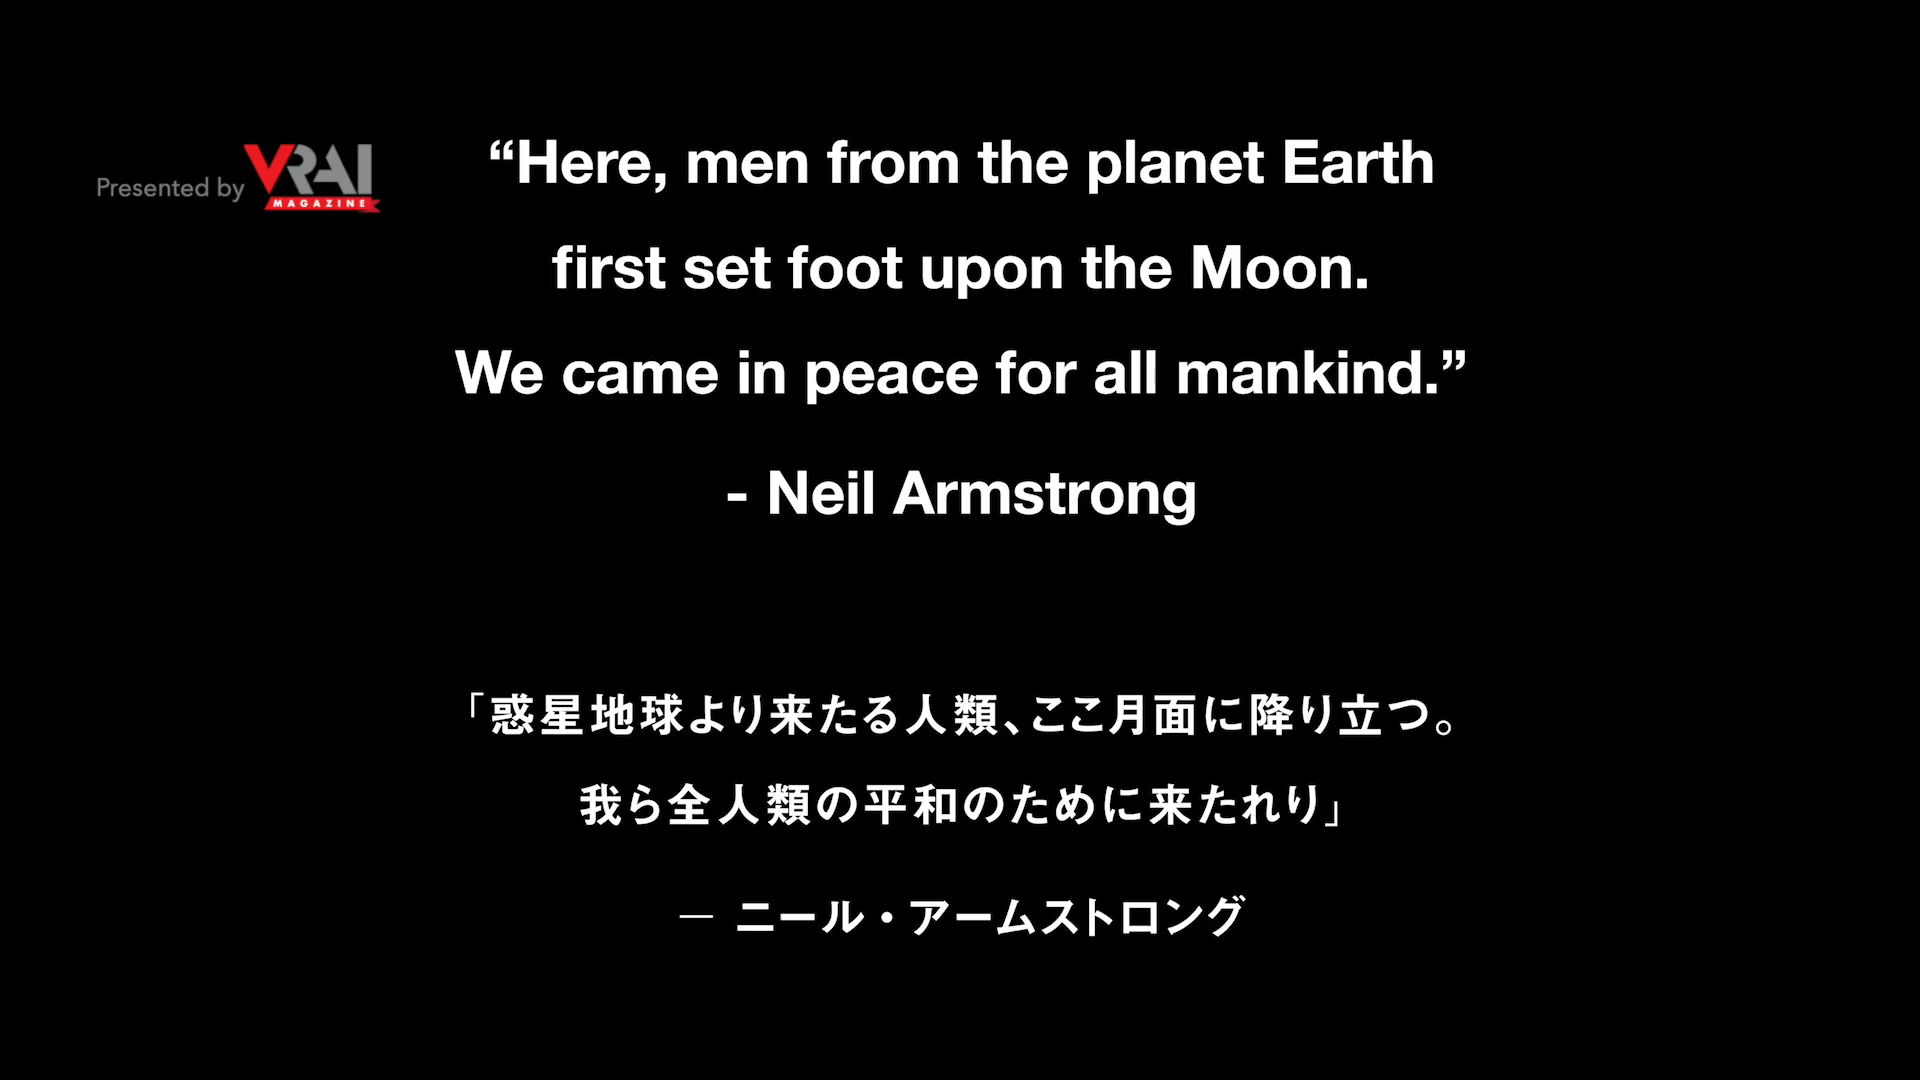 Presented by VRAI
MAGAZINE
“Here, men from the planet Earth
first set foot upon the Moon.
We came in peace for all mankind.”
- Neil Armstrong
「惑星地球より来たる人類、ここ月面に降り立つ。
我ら全人類の平和のために来たれり」
— ニール・アームストロング